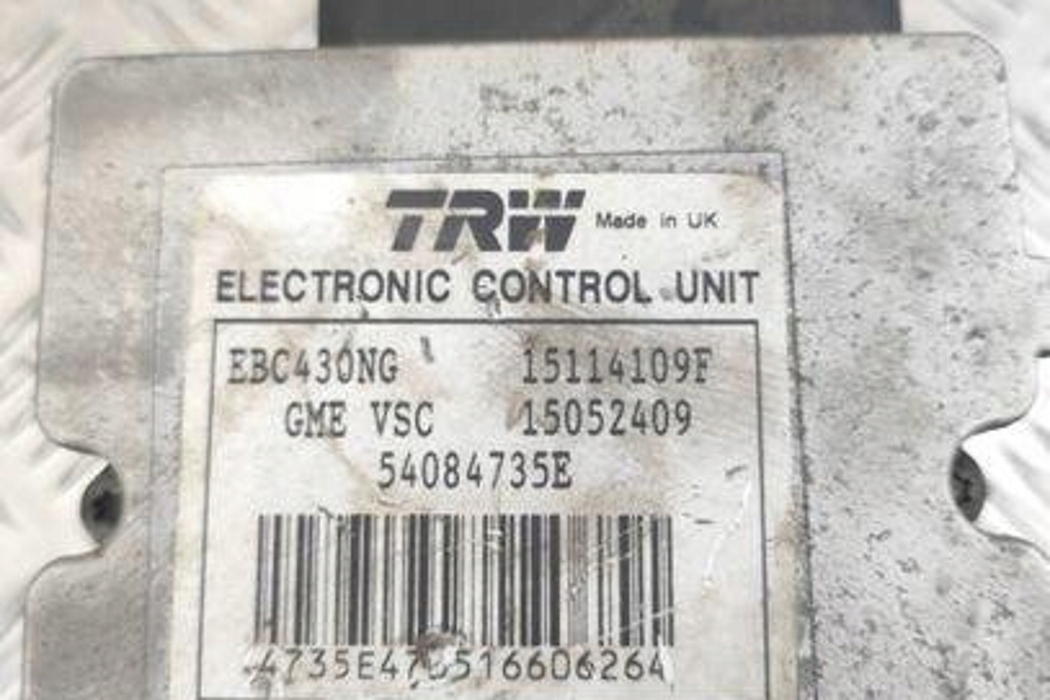 TRW Made in UK
ELECTRONIC CONTROL UNIT
EBC430NG 15114109F
GME VSC 15052409
54084735E